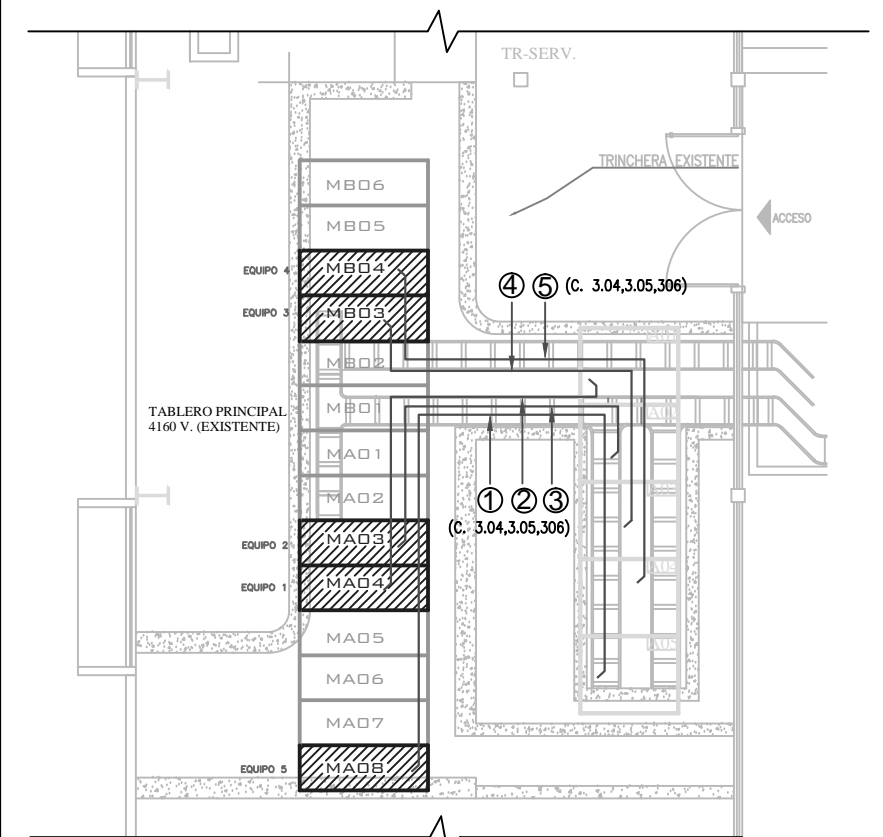 TR-SERV.
TRINCHERA EXISTENTE
ACCESO
MB06
MB05
EQUIPO 4
MB04
④ ⑤ (C. 3.04,3.05,306)
EQUIPO 3
MB03
MB02
TABLERO PRINCIPAL
4160 V. (EXISTENTE)
MB01
MA01
MA02
① ② ③
(C. 3.04,3.05,306)
EQUIPO 2
MA03
EQUIPO 1
MA04
MA05
MA06
MA07
EQUIPO 5
MA08